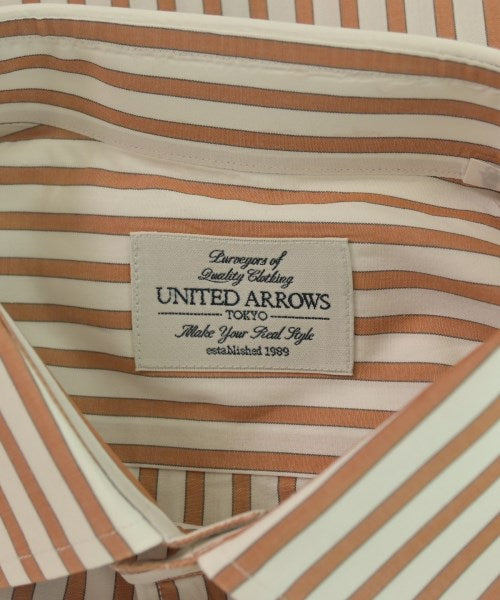 Purveyors of
Quality Clothing
UNITED ARROWS
TOKYO
Make Your Real Style
established 1989